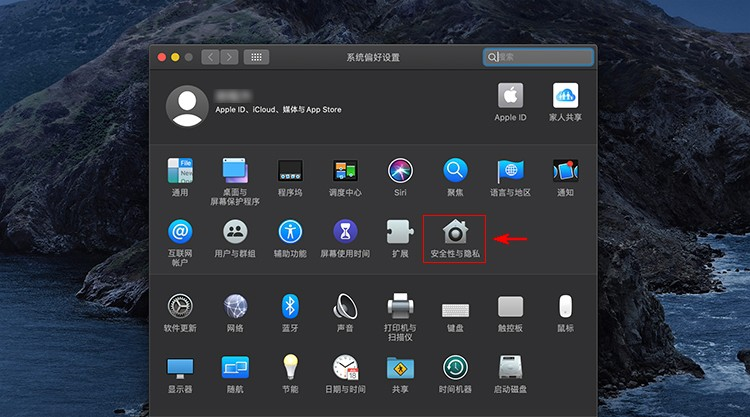 系统偏好设置
搜索
Apple ID、iCloud、媒体与 App Store
Apple ID
家人共享
File
New
Open
通用
桌面与
屏幕保护程序
程序坞
调度中心
Siri
聚焦
语言与地区
通知
互联网
帐户
用户与群组
辅助功能
屏幕使用时间
扩展
安全性与隐私
软件更新
网络
蓝牙
声音
打印机与
扫描仪
键盘
触控板
鼠标
显示器
随航
节能
日期与时间
共享
时间机器
启动磁盘
18